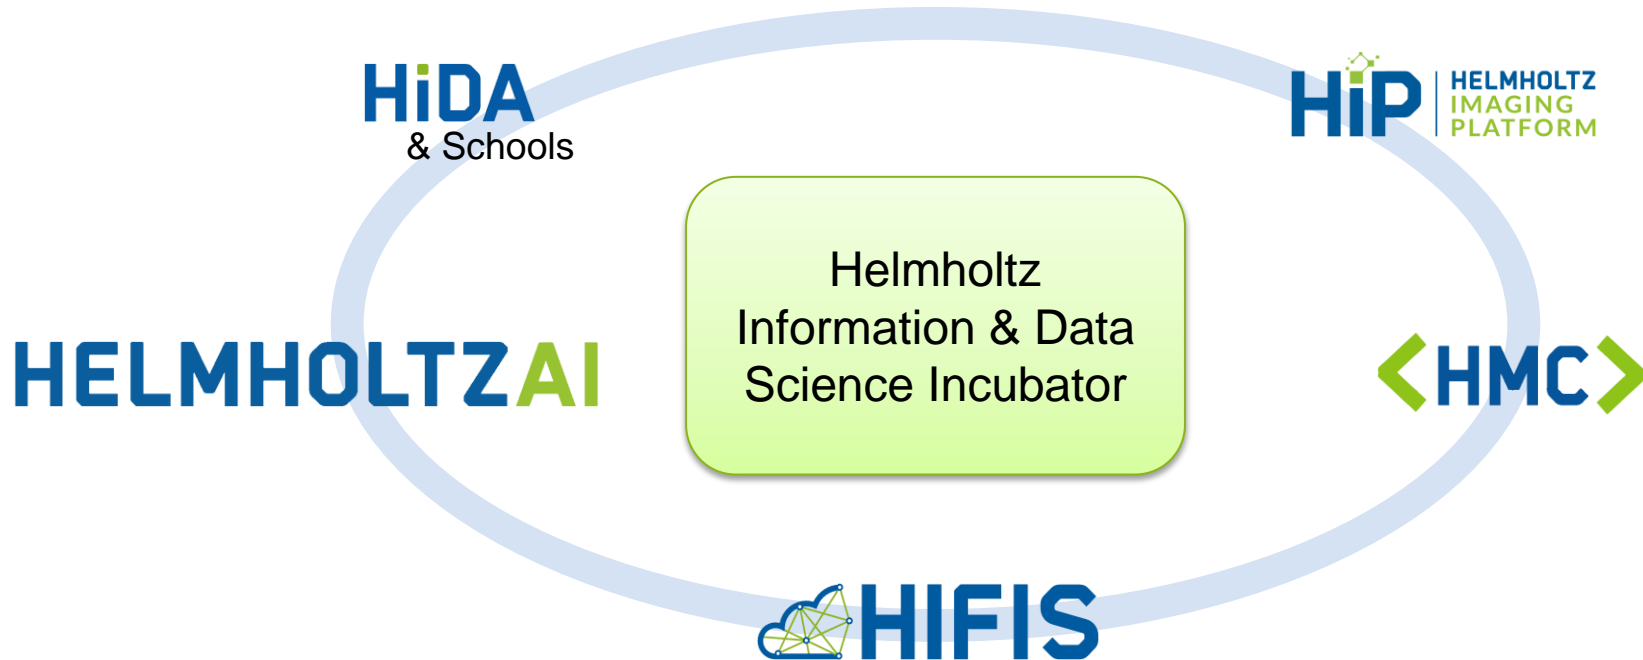 HiDA
& Schools
HiP
HELMHOLTZ
IMAGING
PLATFORM
Helmholtz
Information & Data
Science Incubator
HELMHOLTZAI
<HMC>
HIFIS